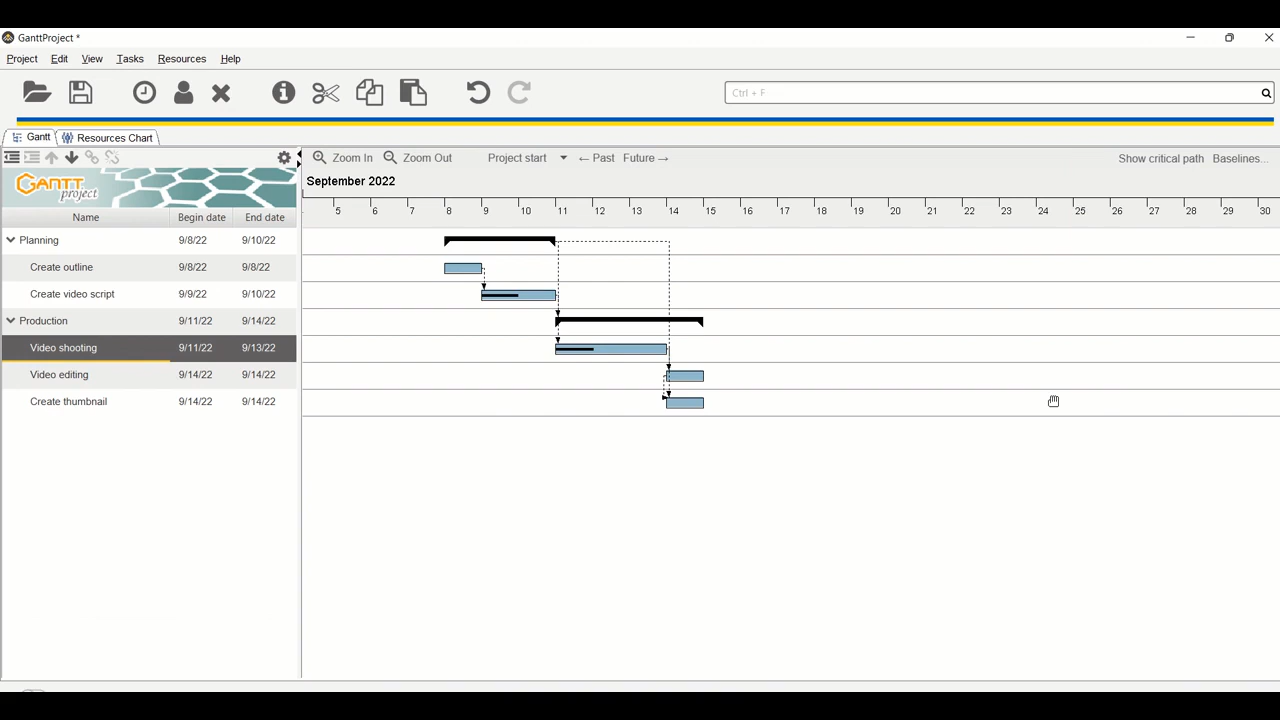 GanttProject *
Project Edit View Tasks Resources Help
Ctrl + F
Gantt Resources Chart
Zoom In Zoom Out Project start ← Past Future → Show critical path Baselines...
GANTT project
September 2022
Name Begin date End date
5 6 7 8 9 10 11 12 13 14 15 16 17 18 19 20 21 22 23 24 25 26 27 28 29 30
Planning 9/8/22 9/10/22
Create outline 9/8/22 9/8/22
Create video script 9/9/22 9/10/22
Production 9/11/22 9/14/22
Video shooting 9/11/22 9/13/22
Video editing 9/14/22 9/14/22
Create thumbnail 9/14/22 9/14/22